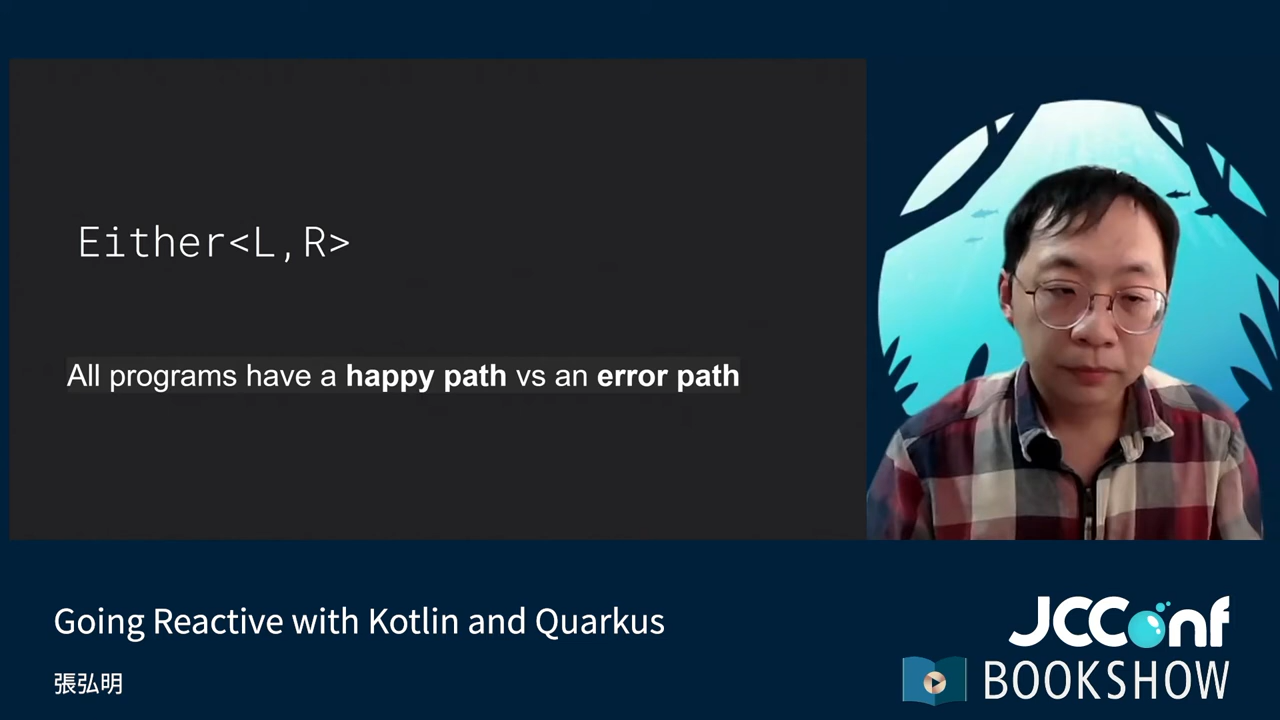 Either<L,R>
All programs have a happy path vs an error path
Going Reactive with Kotlin and Quarkus
張弘明
JCConf
BOOKSHOW